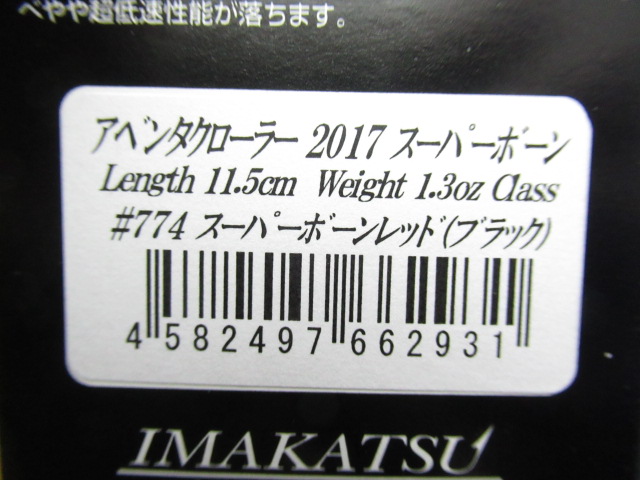 べやや超低速性能が落ちます。
アベンタクローラー 2017 スーパーボーン
Length 11.5cm Weight 1.3oz Class
#774 スーパーボーンレッド(ブラック)
4 582497 662931
IMAKATSU